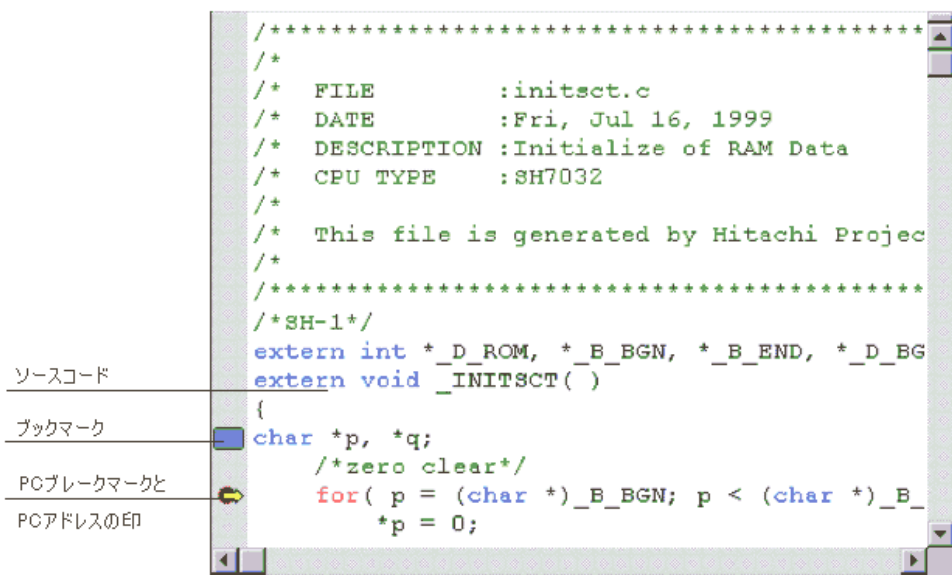 /*******************************************
/*
/*  FILE        :initsct.c
/*  DATE        :Fri, Jul 16, 1999
/*  DESCRIPTION :Initialize of RAM Data
/*  CPU TYPE    :SH7032
/*
/*  This file is generated by Hitachi Projec
/*
/*******************************************
/*SH-1*/
extern int *_D_ROM, *_B_BGN, *_B_END, *_D_BG
ソースコード
extern void _INITSCT( )
{
ブックマーク
char *p, *q;
/*zero clear*/
PCブレークマークと
for( p = (char *)_B_BGN; p < (char *)_B_
PCアドレスの印
*p = 0;